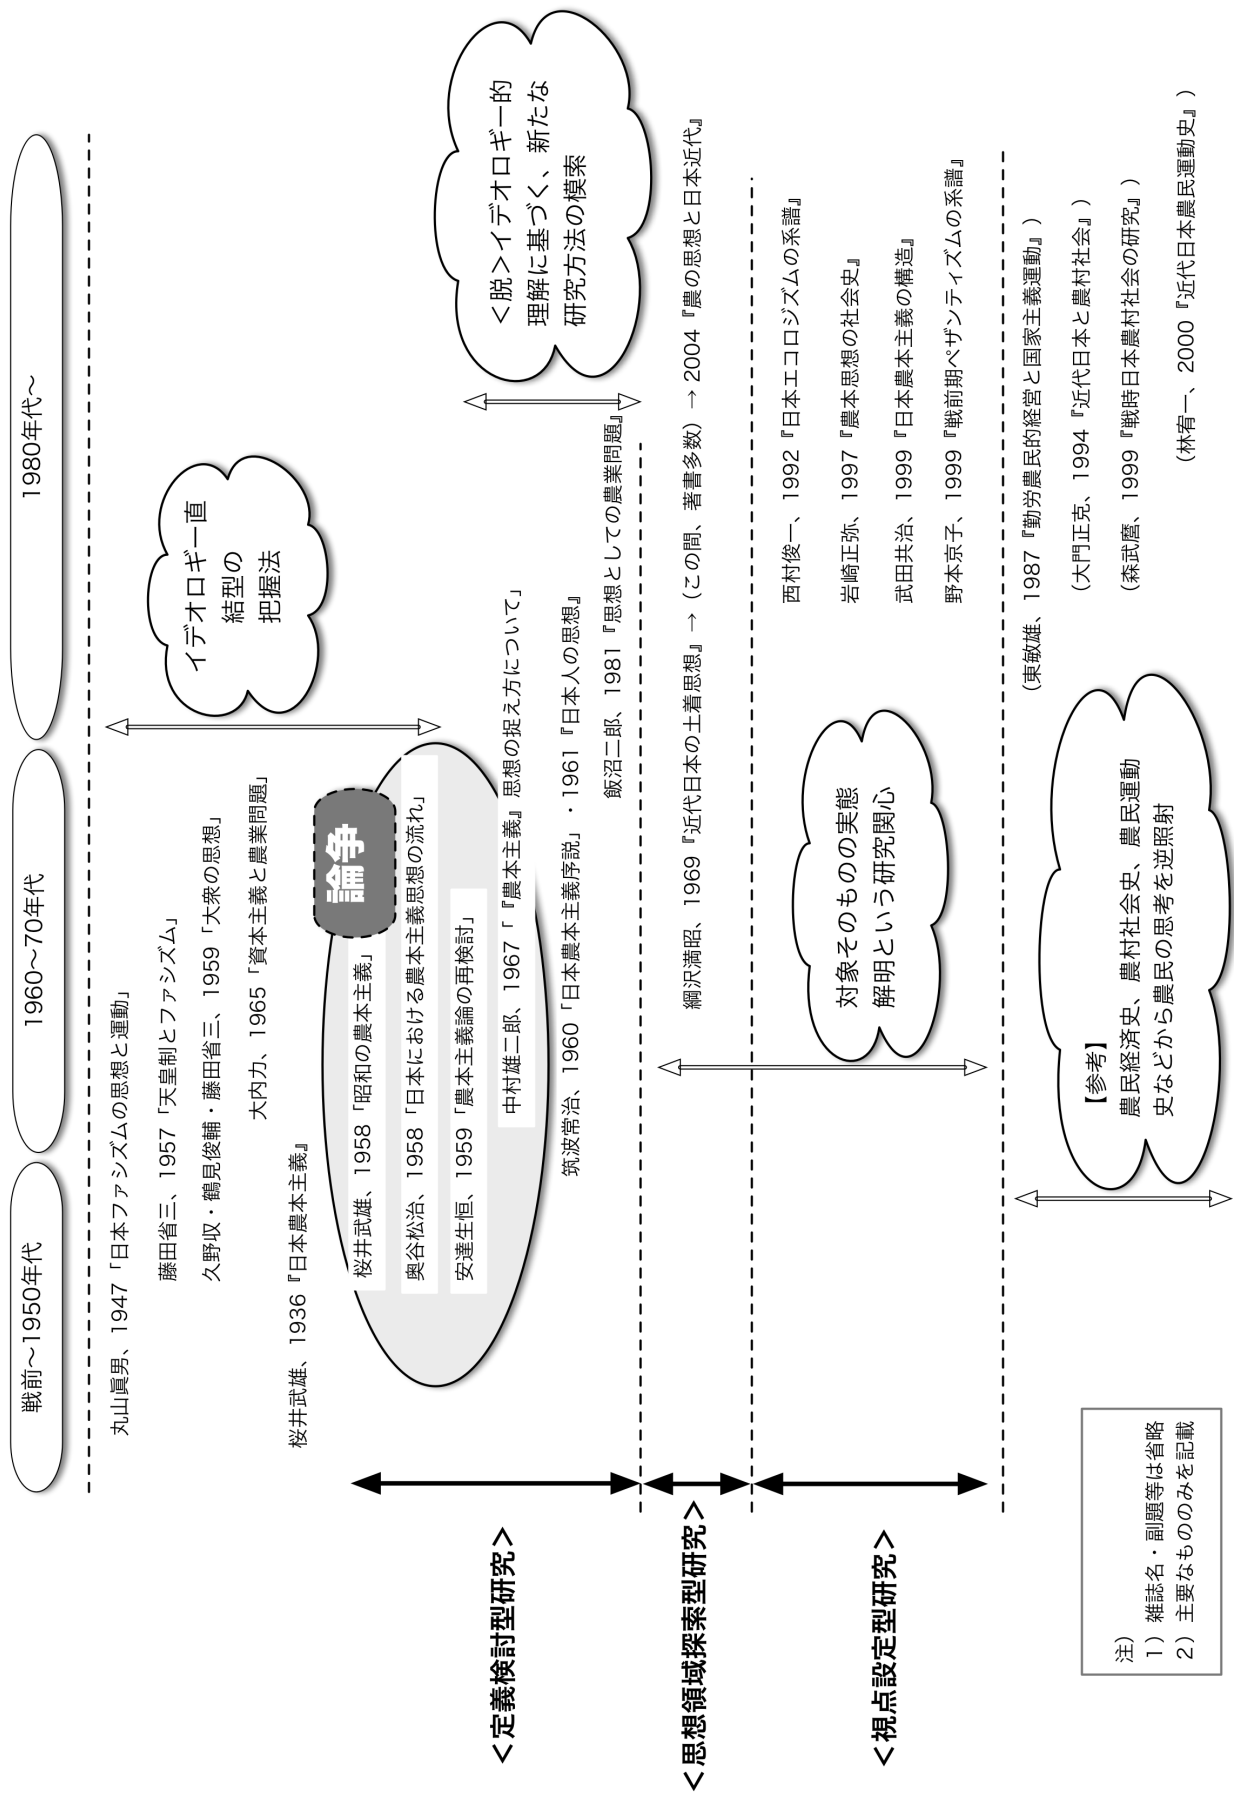 戦前～1950年代
1960～70年代
1980年代～
丸山眞男、1947「日本ファシズムの思想と運動」
藤田省三、1957「天皇制とファシズム」
久野収・鶴見俊輔・藤田省三、1959「大衆の思想」
大内力、1965「資本主義と農業問題」
桜井武雄、1936『日本農本主義』
イデオロギー直
結型の
把握法
論争
桜井武雄、1958「昭和の農本主義」
奥谷松治、1958「日本における農本主義思想の流れ」
安達生恒、1959「農本主義論の再検討」
中村雄二郎、1967「『農本主義』思想の捉え方について」
筑波常治、1960「日本農本主義序説」・1961『日本人の思想』
飯沼二郎、1981『思想としての農業問題』
＜脱＞イデオロギー的
理解に基づく、新たな
研究方法の模索
＜定義検討型研究＞
綱沢満昭、1969『近代日本の土着思想』→（この間、著書多数）→ 2004『農の思想と日本近代』
＜思想領域探索型研究＞
西村俊一、1992『日本エコロジズムの系譜』
岩崎正弥、1997『農本思想の社会史』
武田共治、1999『日本農本主義の構造』
野本京子、1999『戦前期ペザンティズムの系譜』
対象そのものの実態
解明という研究関心
＜視点設定型研究＞
（東敏雄、1987『勤労農民的経営と国家主義運動』）
（大門正克、1994『近代日本と農村社会』）
（森武麿、1999『戦時日本農村社会の研究』）
（林宥一、2000『近代日本農民運動史』）
【参考】
農民経済史、農村社会史、農民運動
史などから農民の思考を逆照射
注）
1）雑誌名・副題等は省略
2）主要なもののみを記載